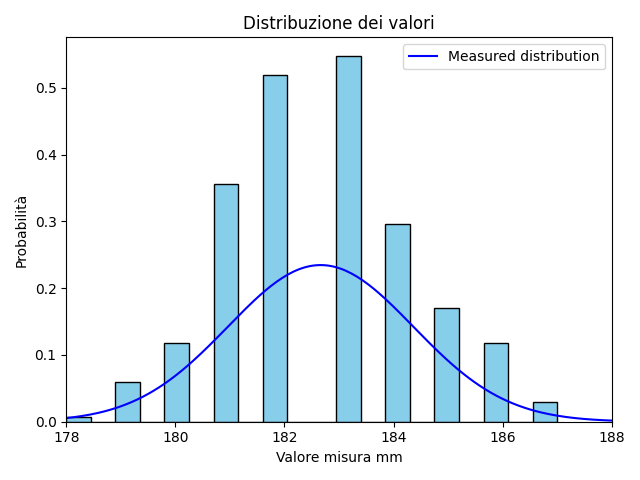 Distribuzione dei valori
Measured distribution
Probabilità
0.5
0.4
0.3
0.2
0.1
0.0
178 180 182 184 186 188
Valore misura mm